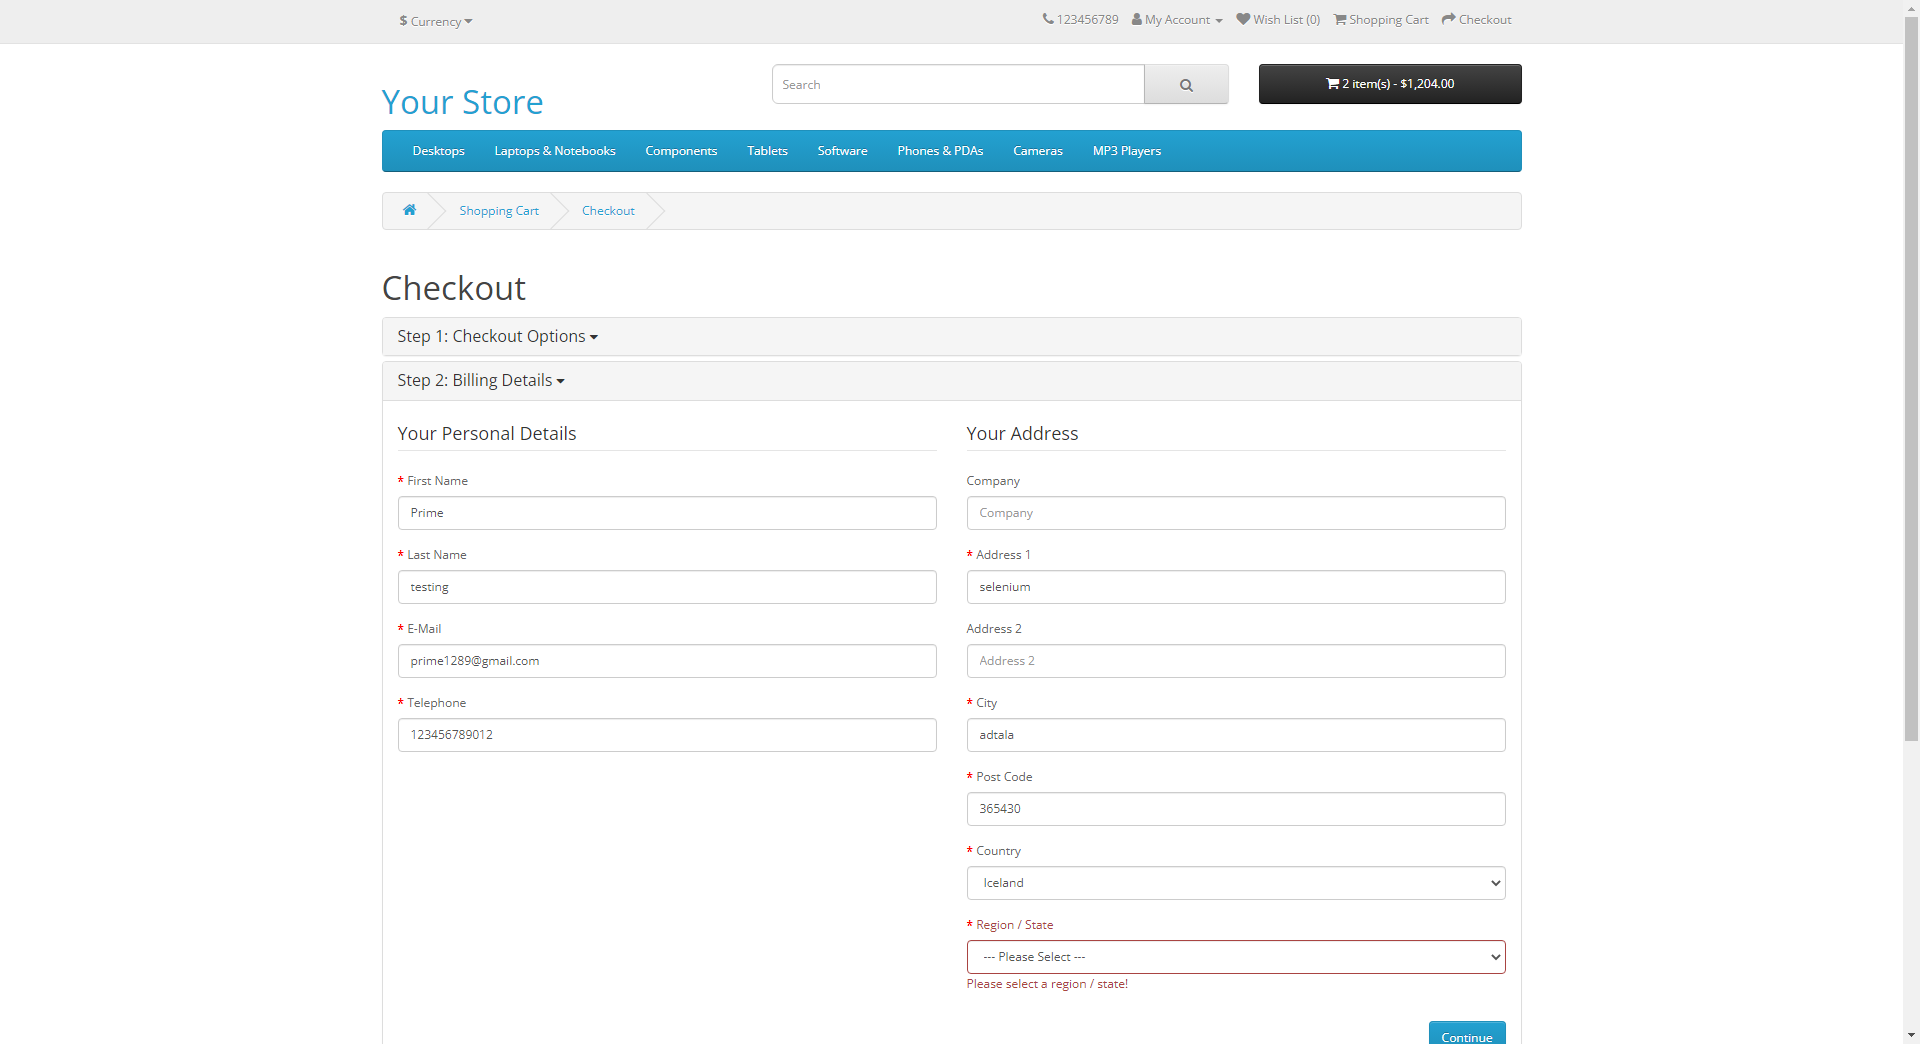 $ Currency
123456789 My Account Wish List (0) Shopping Cart Checkout
Your Store
Search
2 item(s) - $1,204.00
Desktops Laptops & Notebooks Components Tablets Software Phones & PDAs Cameras MP3 Players
Shopping Cart Checkout
Checkout
Step 1: Checkout Options
Step 2: Billing Details
Your Personal Details
* First Name
Prime
* Last Name
testing
* E-Mail
prime1289@gmail.com
* Telephone
123456789012
Your Address
Company
Company
* Address 1
selenium
Address 2
Address 2
* City
adtala
* Post Code
365430
* Country
Iceland
* Region / State
--- Please Select ---
Please select a region / state!
Continue